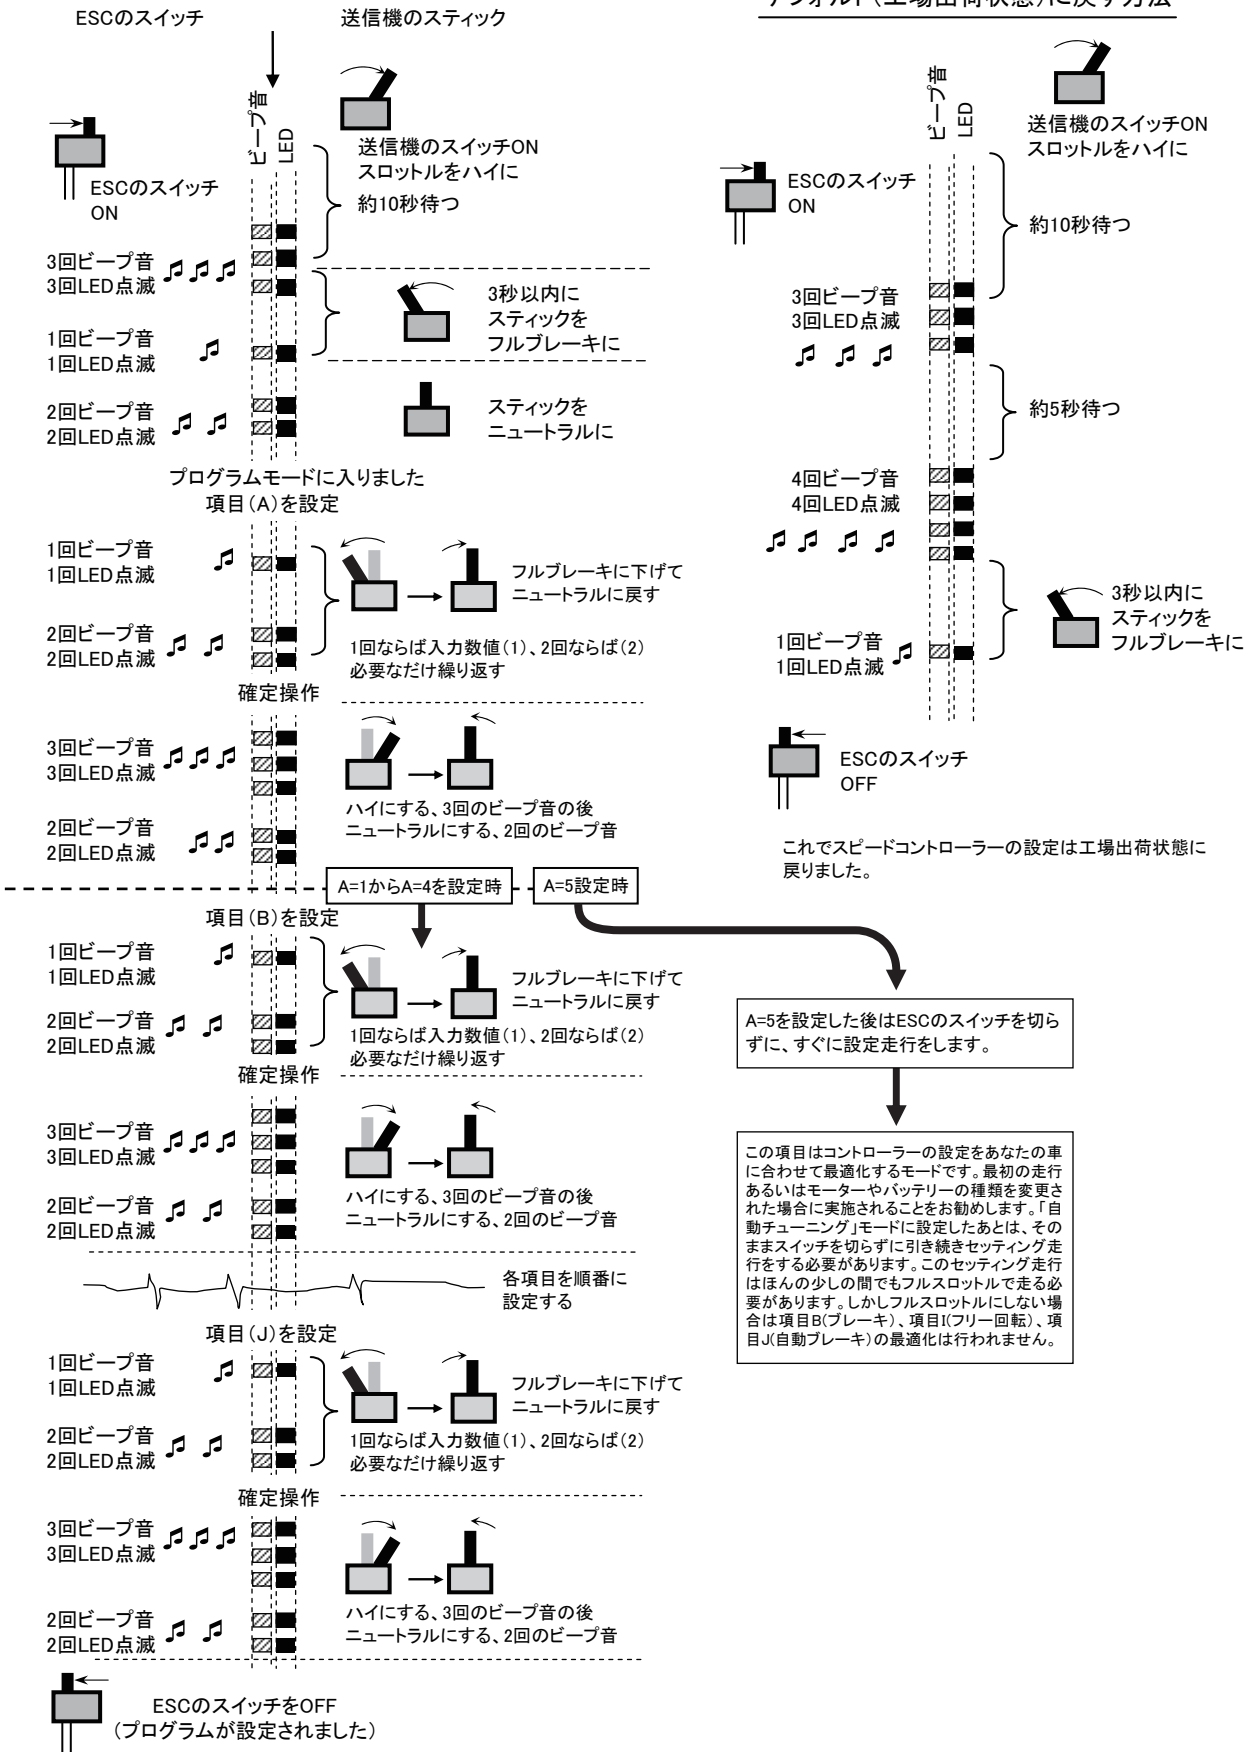 ESCのスイッチ
送信機のスティック
ビープ音
LED
送信機のスイッチON
スロットルをハイに
ESCのスイッチ
ON
約10秒待つ
3回ビープ音
3回LED点滅
3秒以内に
スティックを
フルブレーキに
1回ビープ音
1回LED点滅
2回ビープ音
2回LED点滅
スティックを
ニュートラルに
プログラムモードに入りました
項目(A)を設定
1回ビープ音
1回LED点滅
フルブレーキに下げて
ニュートラルに戻す
2回ビープ音
2回LED点滅
1回ならば入力数値(1)、2回ならば(2)
必要なだけ繰り返す
確定操作
3回ビープ音
3回LED点滅
ハイにする、3回のビープ音の後
ニュートラルにする、2回のビープ音
2回ビープ音
2回LED点滅
A=1からA=4を設定時
A=5設定時
項目(B)を設定
1回ビープ音
1回LED点滅
フルブレーキに下げて
ニュートラルに戻す
2回ビープ音
2回LED点滅
1回ならば入力数値(1)、2回ならば(2)
必要なだけ繰り返す
確定操作
3回ビープ音
3回LED点滅
ハイにする、3回のビープ音の後
ニュートラルにする、2回のビープ音
2回ビープ音
2回LED点滅
各項目を順番に
設定する
項目(J)を設定
1回ビープ音
1回LED点滅
フルブレーキに下げて
ニュートラルに戻す
2回ビープ音
2回LED点滅
1回ならば入力数値(1)、2回ならば(2)
必要なだけ繰り返す
確定操作
3回ビープ音
3回LED点滅
ハイにする、3回のビープ音の後
ニュートラルにする、2回のビープ音
2回ビープ音
2回LED点滅
ESCのスイッチをOFF
(プログラムが設定されました)
デフォルト(工場出荷状態)に戻す方法
ビープ音
LED
送信機のスイッチON
スロットルをハイに
ESCのスイッチ
ON
約10秒待つ
3回ビープ音
3回LED点滅
約5秒待つ
4回ビープ音
4回LED点滅
3秒以内に
スティックを
フルブレーキに
1回ビープ音
1回LED点滅
ESCのスイッチ
OFF
これでスピードコントローラーの設定は工場出荷状態に
戻りました。
A=5を設定した後はESCのスイッチを切ら
ずに、すぐに設定走行をします。
この項目はコントローラーの設定をあなたの車
に合わせて最適化するモードです。最初の走行
あるいはモーターやバッテリーの種類を変更さ
れた場合に実施されることをお勧めします。「自
動チューニング」モードに設定したあとは、その
ままスイッチを切らずに引き続きセッティング走
行をする必要があります。このセッティング走行
はほんの少しの間でもフルスロットルで走る必
要があります。しかしフルスロットルにしない場
合は項目B(ブレーキ)、項目I(フリー回転)、項
目J(自動ブレーキ)の最適化は行われません。